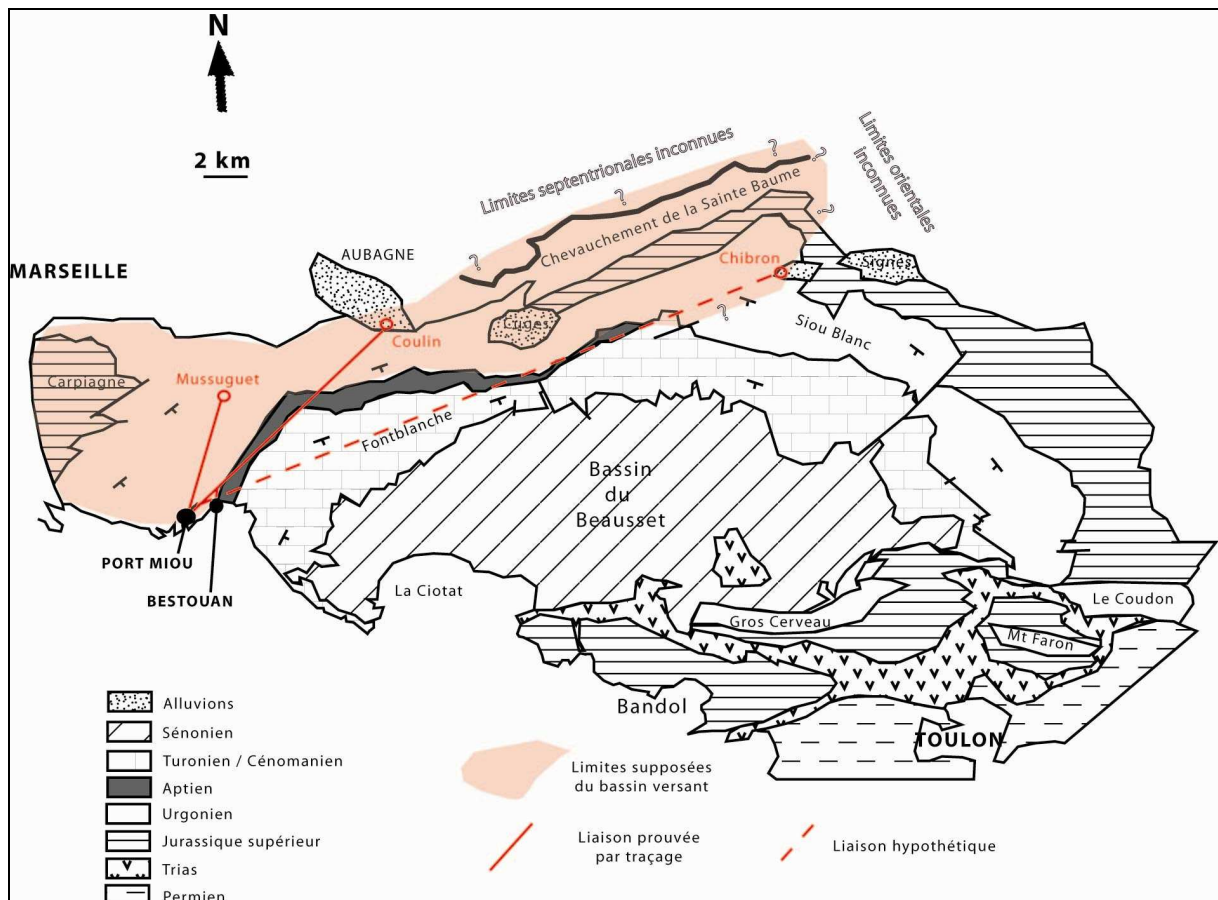 N
2 km
Limites septentrionales inconnues
Limites orientales
inconnues
?
?
?
?
?
?
?
Chevauchement de la Sainte Baume
MARSEILLE
AUBAGNE
Chibron
Signes
Coulin
Cuges
Siou Blanc
Carpiagne
Mussuguet
Fontblanche
Bassin
du
Beausset
PORT MIOU
BESTOUAN
La Ciotat
Gros Cerveau
Le Coudon
Mt Faron
Bandol
TOULON
Alluvions
Sénonien
Turonien / Cénomanien
Aptien
Urgonien
Jurassique supérieur
Trias
Permien
Limites supposées
du bassin versant
Liaison prouvée
par traçage
Liaison hypothétique